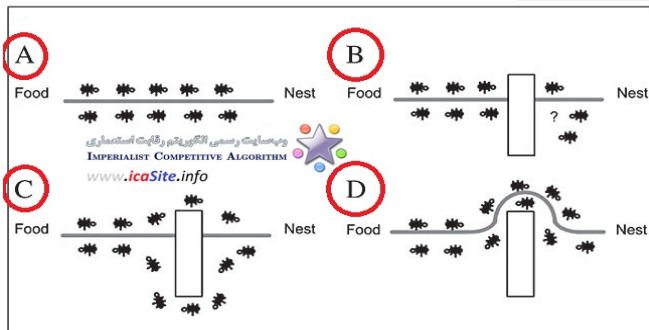 A
B
Food
Nest
Food
Nest
?
وب‌سایت رسمی الگوریتم رقابت استعماری
IMPERIALIST COMPETITIVE ALGORITHM
www.icaSite.info
C
D
Food
Nest
Food
Nest